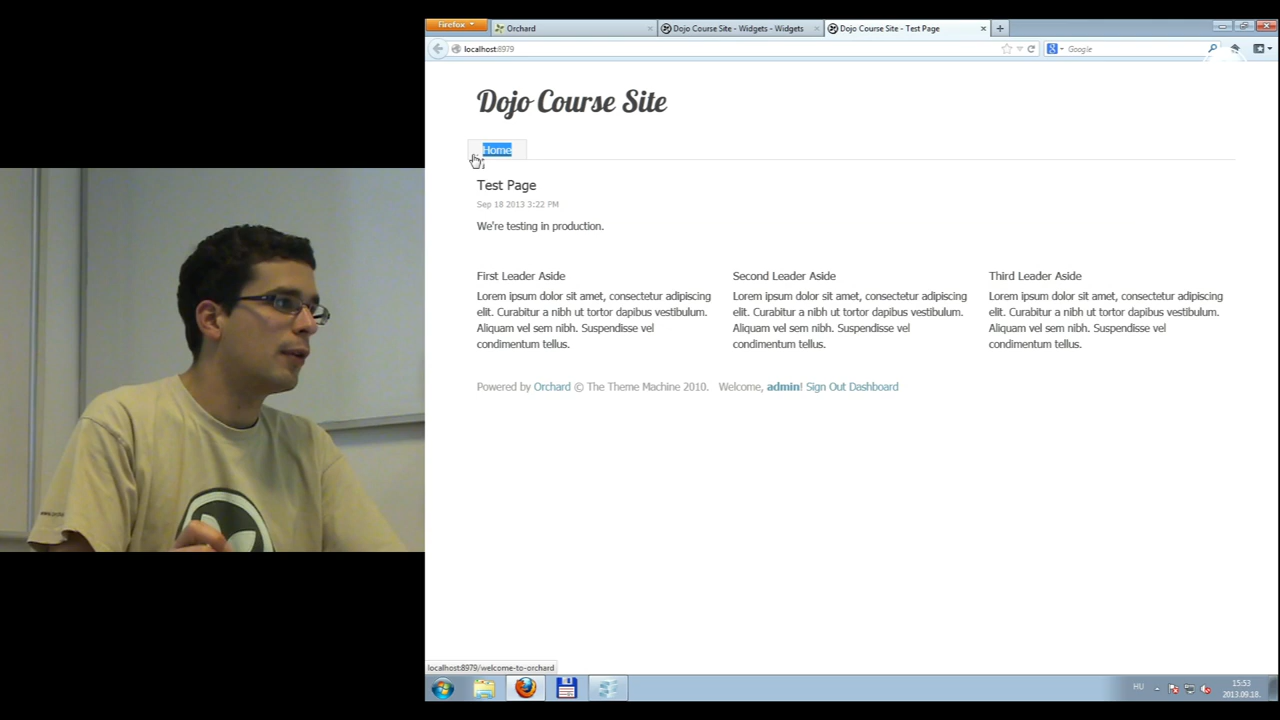 Firefox
Orchard
Dojo Course Site - Widgets - Widgets
Dojo Course Site - Test Page
localhost:8979
Google
Dojo Course Site
Home
Test Page
Sep 18 2013 3:22 PM
We're testing in production.
First Leader Aside
Lorem ipsum dolor sit amet, consectetur adipiscing
elit. Curabitur a nibh ut tortor dapibus vestibulum.
Aliquam vel sem nibh. Suspendisse vel
condimentum tellus.
Second Leader Aside
Lorem ipsum dolor sit amet, consectetur adipiscing
elit. Curabitur a nibh ut tortor dapibus vestibulum.
Aliquam vel sem nibh. Suspendisse vel
condimentum tellus.
Third Leader Aside
Lorem ipsum dolor sit amet, consectetur adipiscing
elit. Curabitur a nibh ut tortor dapibus vestibulum.
Aliquam vel sem nibh. Suspendisse vel
condimentum tellus.
Powered by Orchard © The Theme Machine 2010. Welcome, admin! Sign Out Dashboard
localhost:8979/welcome-to-orchard
HU
15:53
2013.09.18.